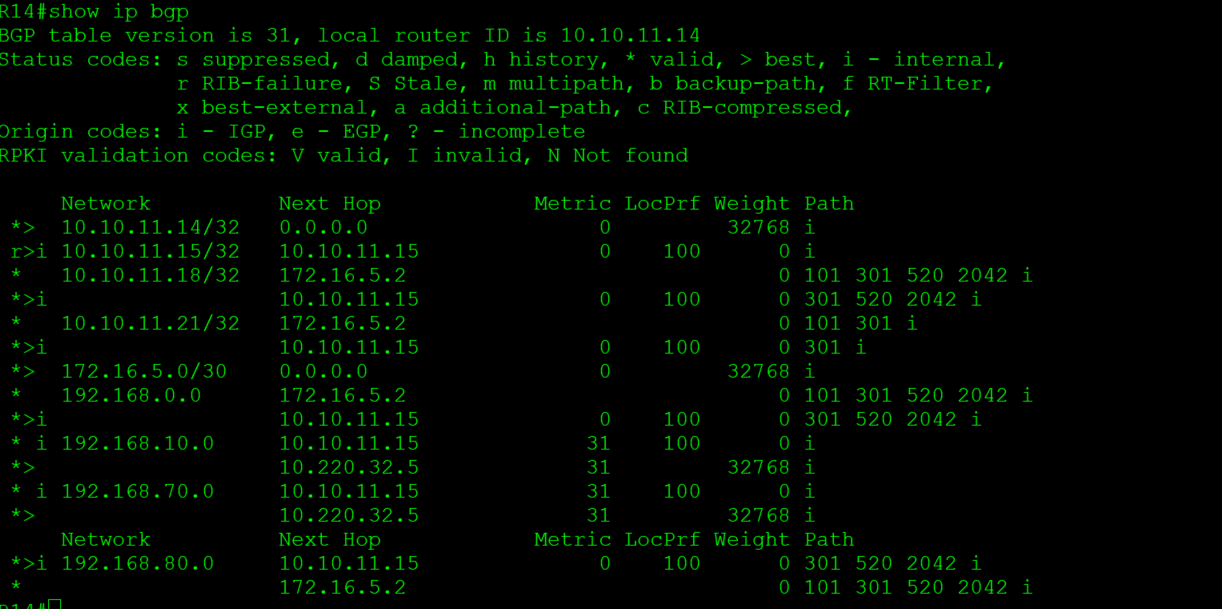 R14#show ip bgp
BGP table version is 31, local router ID is 10.10.11.14
Status codes: s suppressed, d damped, h history, * valid, > best, i - internal,
              r RIB-failure, S Stale, m multipath, b backup-path, f RT-Filter,
              x best-external, a additional-path, c RIB-compressed,
Origin codes: i - IGP, e - EGP, ? - incomplete
RPKI validation codes: V valid, I invalid, N Not found

     Network          Next Hop            Metric LocPrf Weight Path
 *>  10.10.11.14/32   0.0.0.0                  0         32768 i
 r>i 10.10.11.15/32   10.10.11.15              0    100      0 i
 *   10.10.11.18/32   172.16.5.2                             0 101 301 520 2042 i
 *>i                  10.10.11.15              0    100      0 301 520 2042 i
 *   10.10.11.21/32   172.16.5.2                             0 101 301 i
 *>i                  10.10.11.15              0    100      0 301 i
 *>  172.16.5.0/30    0.0.0.0                  0         32768 i
 *   192.168.0.0      172.16.5.2                             0 101 301 520 2042 i
 *>i                  10.10.11.15              0    100      0 301 520 2042 i
 * i 192.168.10.0     10.10.11.15             31    100      0 i
 *>                   10.220.32.5             31         32768 i
 * i 192.168.70.0     10.10.11.15             31    100      0 i
 *>                   10.220.32.5             31         32768 i
     Network          Next Hop            Metric LocPrf Weight Path
 *>i 192.168.80.0     10.10.11.15              0    100      0 301 520 2042 i
 *                    172.16.5.2                             0 101 301 520 2042 i
R14#